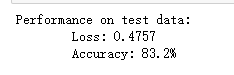 Performance on test data:
Loss: 0.4757
Accuracy: 83.2%